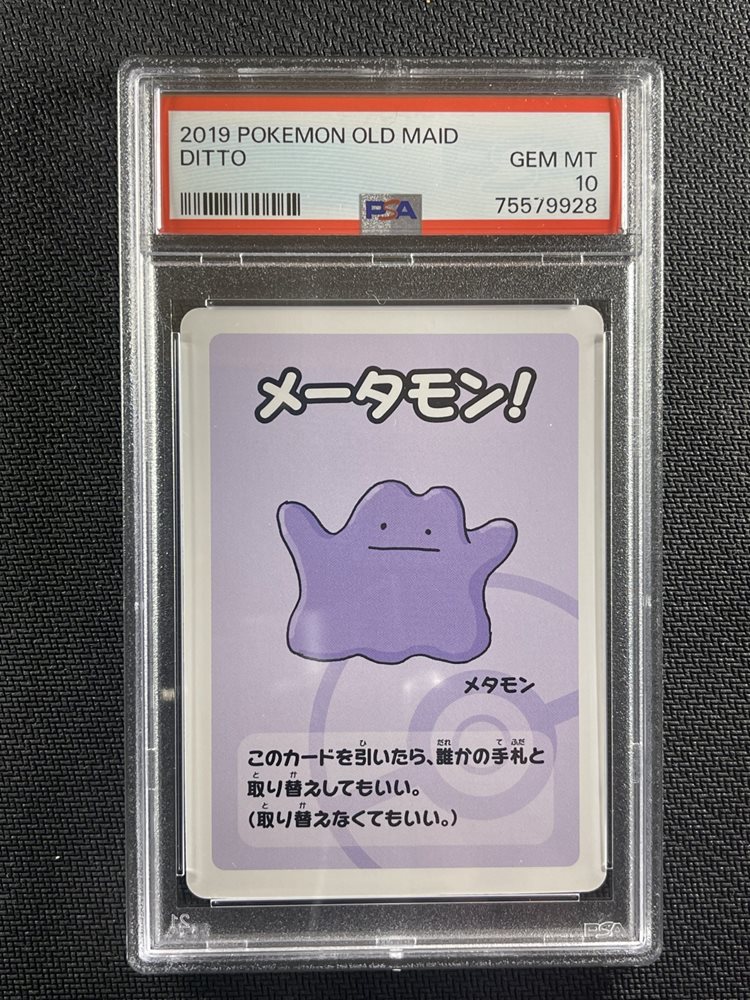 2019 POKEMON OLD MAID
DITTO
GEM MT
10
75579928
PSA
メータモン!
メタモン
このカードを引いたら、誰かの手札と
取り替えしてもいい。
(取り替えなくてもいい。)
PSA